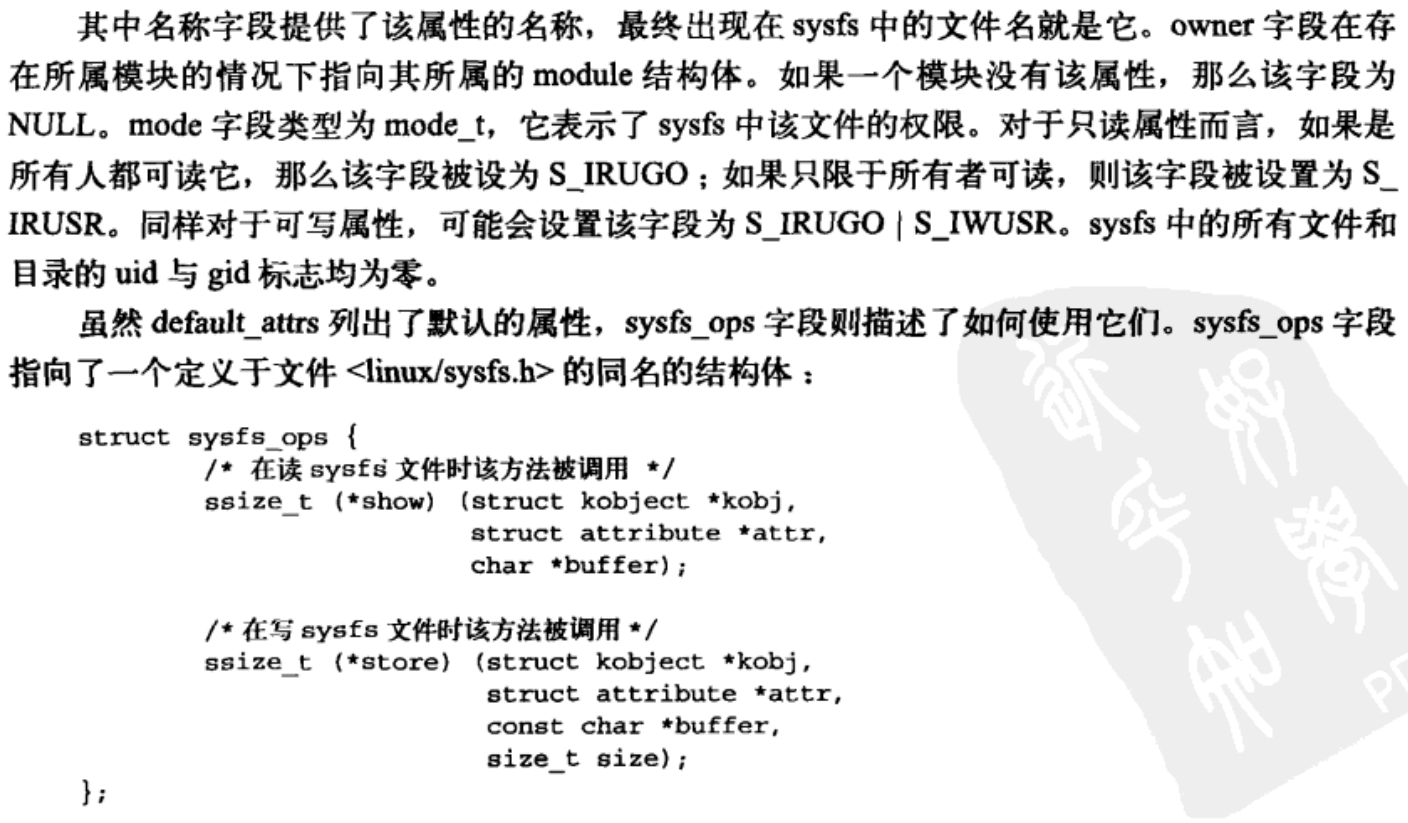 其中名称字段提供了该属性的名称，最终出现在 sysfs 中的文件名就是它。owner 字段在存
在所属模块的情况下指向其所属的 module 结构体。如果一个模块没有该属性，那么该字段为
NULL。mode 字段类型为 mode_t，它表示了 sysfs 中该文件的权限。对于只读属性而言，如果是
所有人都可读它，那么该字段被设为 S_IRUGO；如果只限于所有者可读，则该字段被设置为 S_
IRUSR。同样对于可写属性，可能会设置该字段为 S_IRUGO | S_IWUSR。sysfs 中的所有文件和
目录的 uid 与 gid 标志均为零。
虽然 default_attrs 列出了默认的属性，sysfs_ops 字段则描述了如何使用它们。sysfs_ops 字段
指向了一个定义于文件 <linux/sysfs.h> 的同名的结构体：
struct sysfs_ops {
/* 在读 sysfs 文件时该方法被调用 */
ssize_t (*show) (struct kobject *kobj,
struct attribute *attr,
char *buffer);
/* 在写 sysfs 文件时该方法被调用 */
ssize_t (*store) (struct kobject *kobj,
struct attribute *attr,
const char *buffer,
size_t size);
};